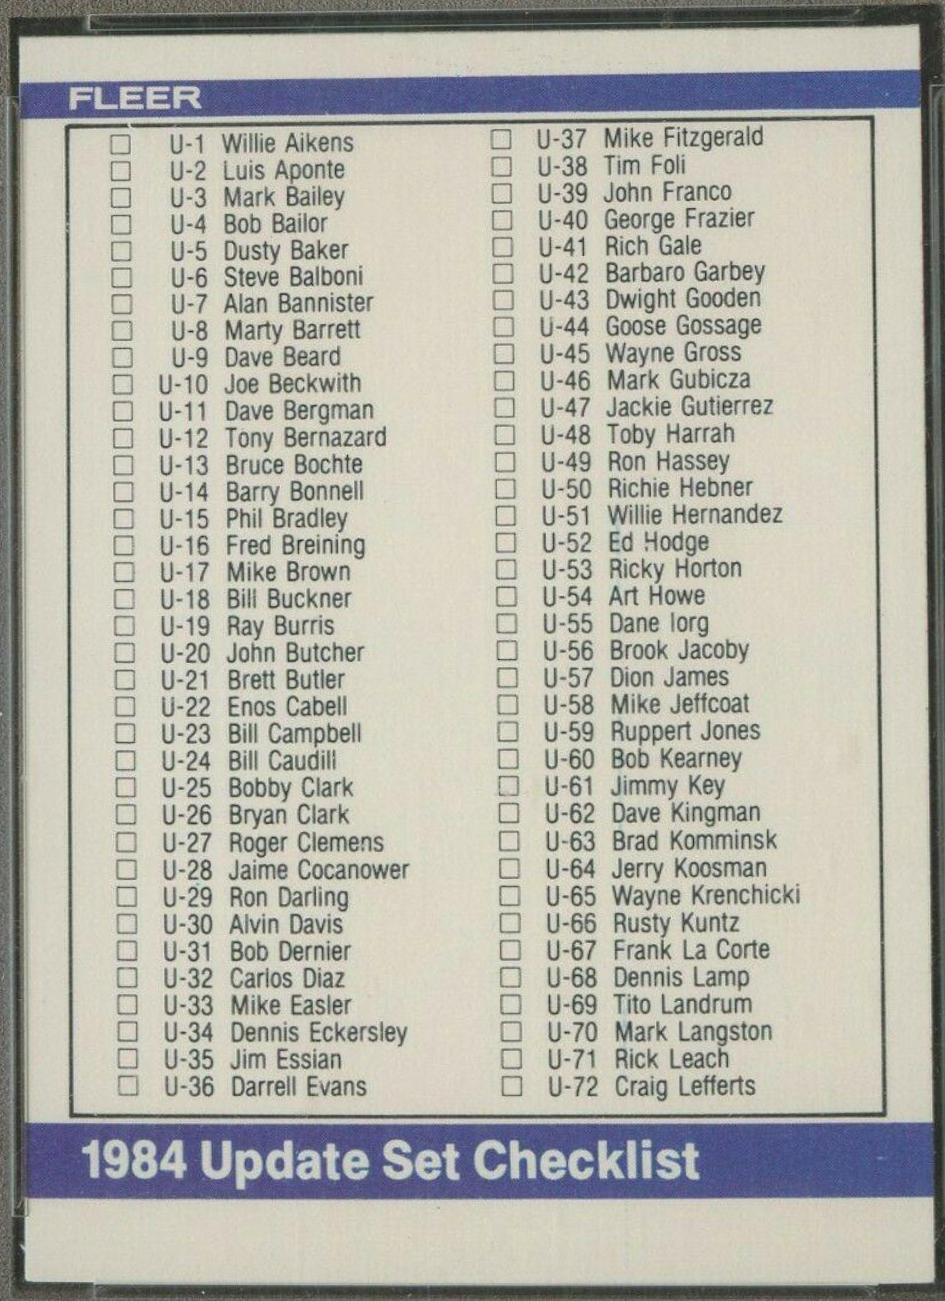 FLEER
U-1 Willie Aikens
U-2 Luis Aponte
U-3 Mark Bailey
U-4 Bob Bailor
U-5 Dusty Baker
U-6 Steve Balboni
U-7 Alan Bannister
U-8 Marty Barrett
U-9 Dave Beard
U-10 Joe Beckwith
U-11 Dave Bergman
U-12 Tony Bernazard
U-13 Bruce Bochte
U-14 Barry Bonnell
U-15 Phil Bradley
U-16 Fred Breining
U-17 Mike Brown
U-18 Bill Buckner
U-19 Ray Burris
U-20 John Butcher
U-21 Brett Butler
U-22 Enos Cabell
U-23 Bill Campbell
U-24 Bill Caudill
U-25 Bobby Clark
U-26 Bryan Clark
U-27 Roger Clemens
U-28 Jaime Cocanower
U-29 Ron Darling
U-30 Alvin Davis
U-31 Bob Dernier
U-32 Carlos Diaz
U-33 Mike Easler
U-34 Dennis Eckersley
U-35 Jim Essian
U-36 Darrell Evans
U-37 Mike Fitzgerald
U-38 Tim Foli
U-39 John Franco
U-40 George Frazier
U-41 Rich Gale
U-42 Barbaro Garbey
U-43 Dwight Gooden
U-44 Goose Gossage
U-45 Wayne Gross
U-46 Mark Gubicza
U-47 Jackie Gutierrez
U-48 Toby Harrah
U-49 Ron Hassey
U-50 Richie Hebner
U-51 Willie Hernandez
U-52 Ed Hodge
U-53 Ricky Horton
U-54 Art Howe
U-55 Dane Iorg
U-56 Brook Jacoby
U-57 Dion James
U-58 Mike Jeffcoat
U-59 Ruppert Jones
U-60 Bob Kearney
U-61 Jimmy Key
U-62 Dave Kingman
U-63 Brad Komminsk
U-64 Jerry Koosman
U-65 Wayne Krenchicki
U-66 Rusty Kuntz
U-67 Frank La Corte
U-68 Dennis Lamp
U-69 Tito Landrum
U-70 Mark Langston
U-71 Rick Leach
U-72 Craig Lefferts
1984 Update Set Checklist